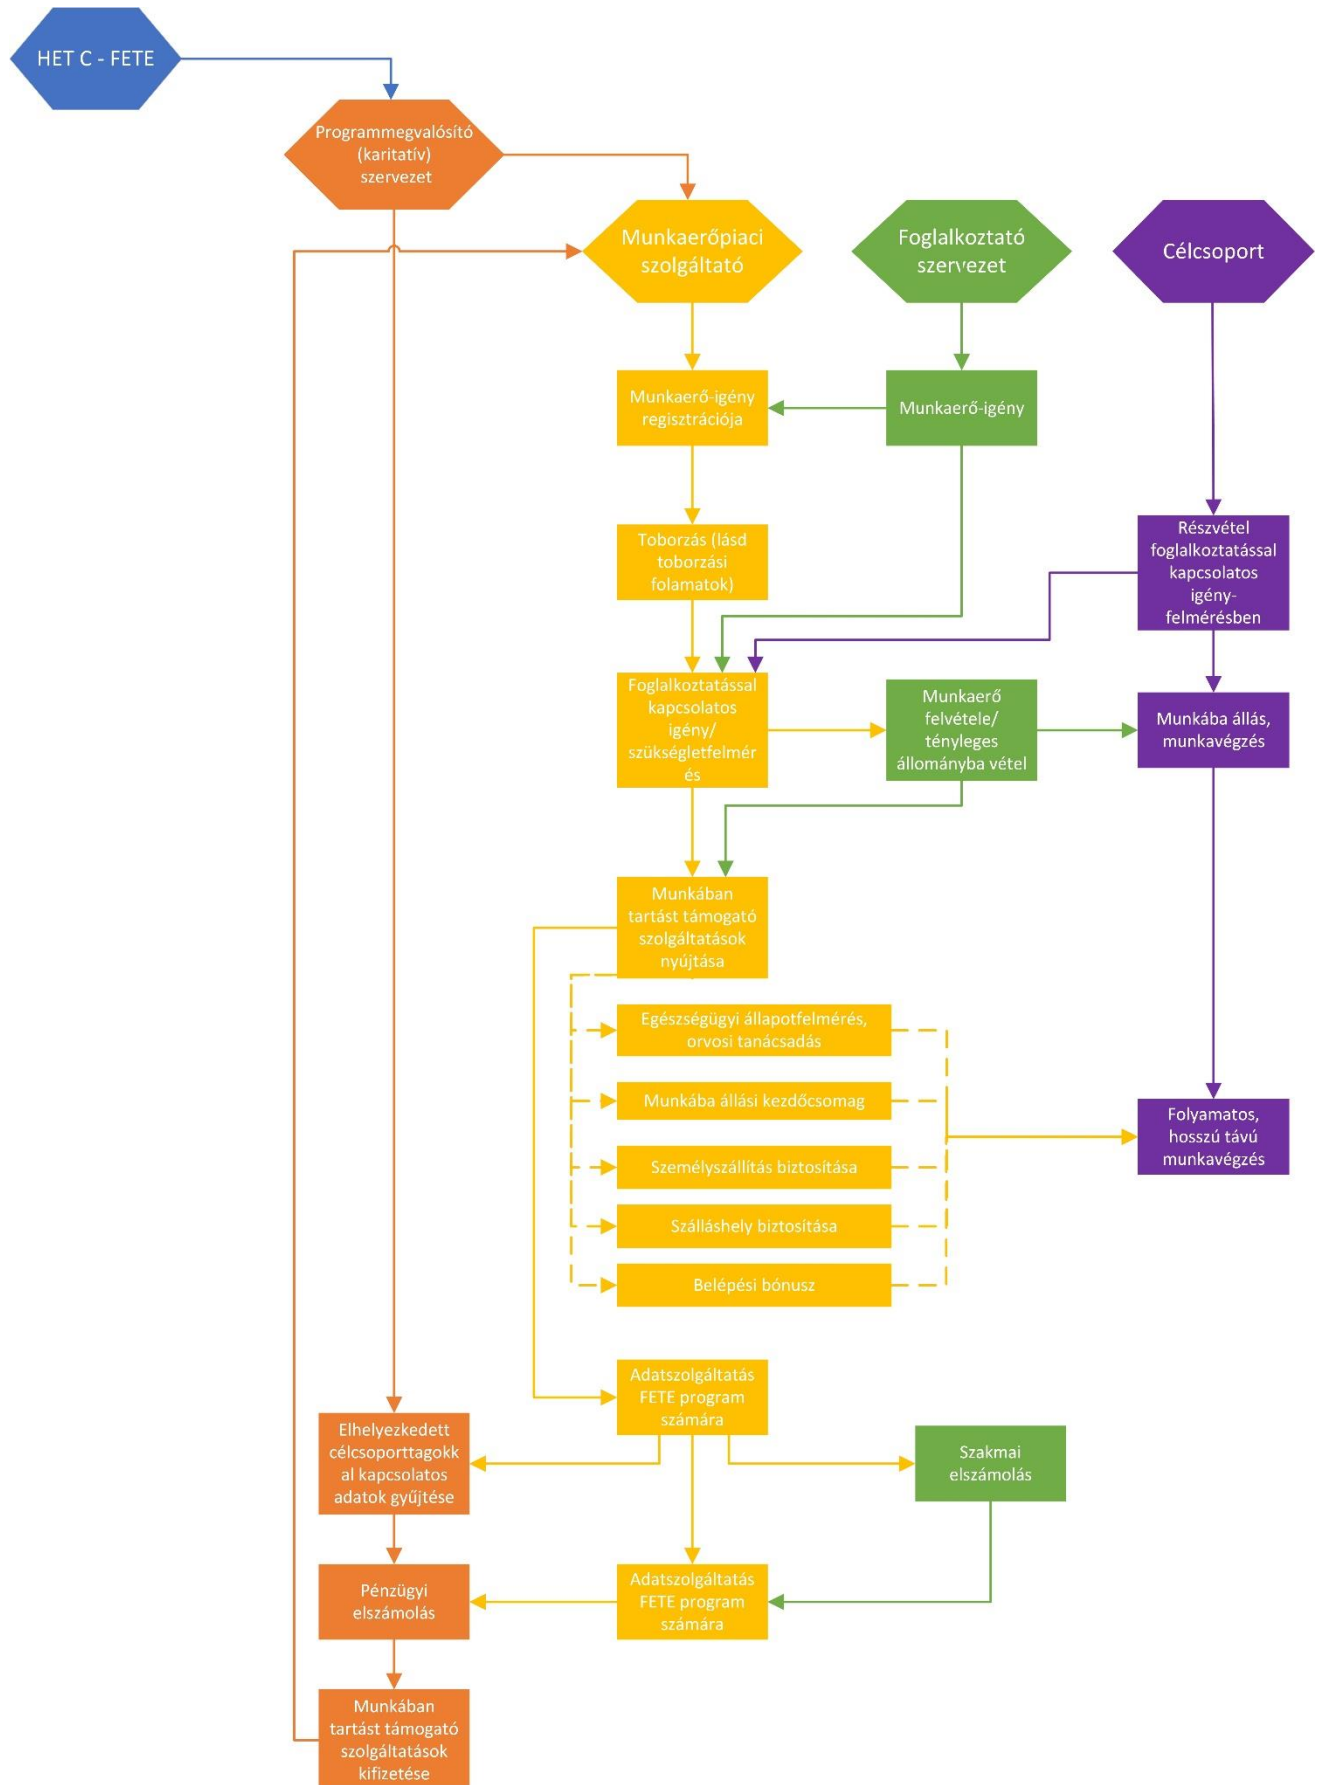 HET C - FETE
Programmegvalósító
(karitatív)
szervezet
Munkaerőpiaci
szolgáltató
Foglalkoztató
szervezet
Célcsoport
Munkaerő-igény
regisztrációja
Munkaerő-igény
Toborzás (lásd
toborzási
folamatok)
Részvétel
foglalkoztatással
kapcsolatos
igény-
felmérésben
Foglalkoztatással
kapcsolatos
igény/
szükségletfelmér
és
Munkaerő
felvétele/
tényleges
állományba vétel
Munkába állás,
munkavégzés
Munkában
tartást támogató
szolgáltatások
nyújtása
Egészségügyi állapotfelmérés,
orvosi tanácsadás
Munkába állási kezdőcsomag
Személyszállítás biztosítása
Szálláshely biztosítása
Belépési bónusz
Folyamatos,
hosszú távú
munkavégzés
Adatszolgáltatás
FETE program
számára
Elhelyezkedett
célcsoporttagokk
al kapcsolatos
adatok gyűjtése
Szakmai
elszámolás
Pénzügyi
elszámolás
Adatszolgáltatás
FETE program
számára
Munkában
tartást támogató
szolgáltatások
kifizetése